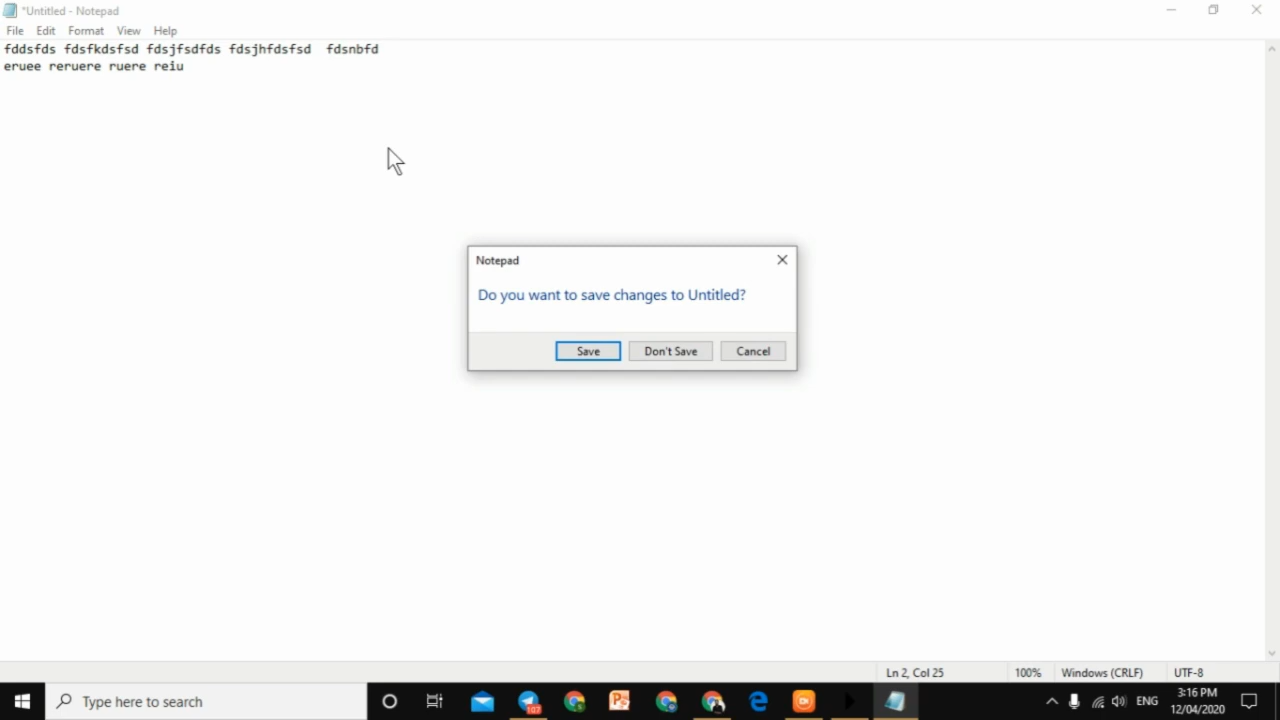 *Untitled - Notepad
File Edit Format View Help
fddsfds fdsfkdsfsd fdsjfsdfds fdsjhfdsfsd  fdsnbfd
eruee reruere ruere reiu
Notepad
Do you want to save changes to Untitled?
Save Don't Save Cancel
Ln 2, Col 25 100% Windows (CRLF) UTF-8
Type here to search
107
ENG
3:16 PM
12/04/2020